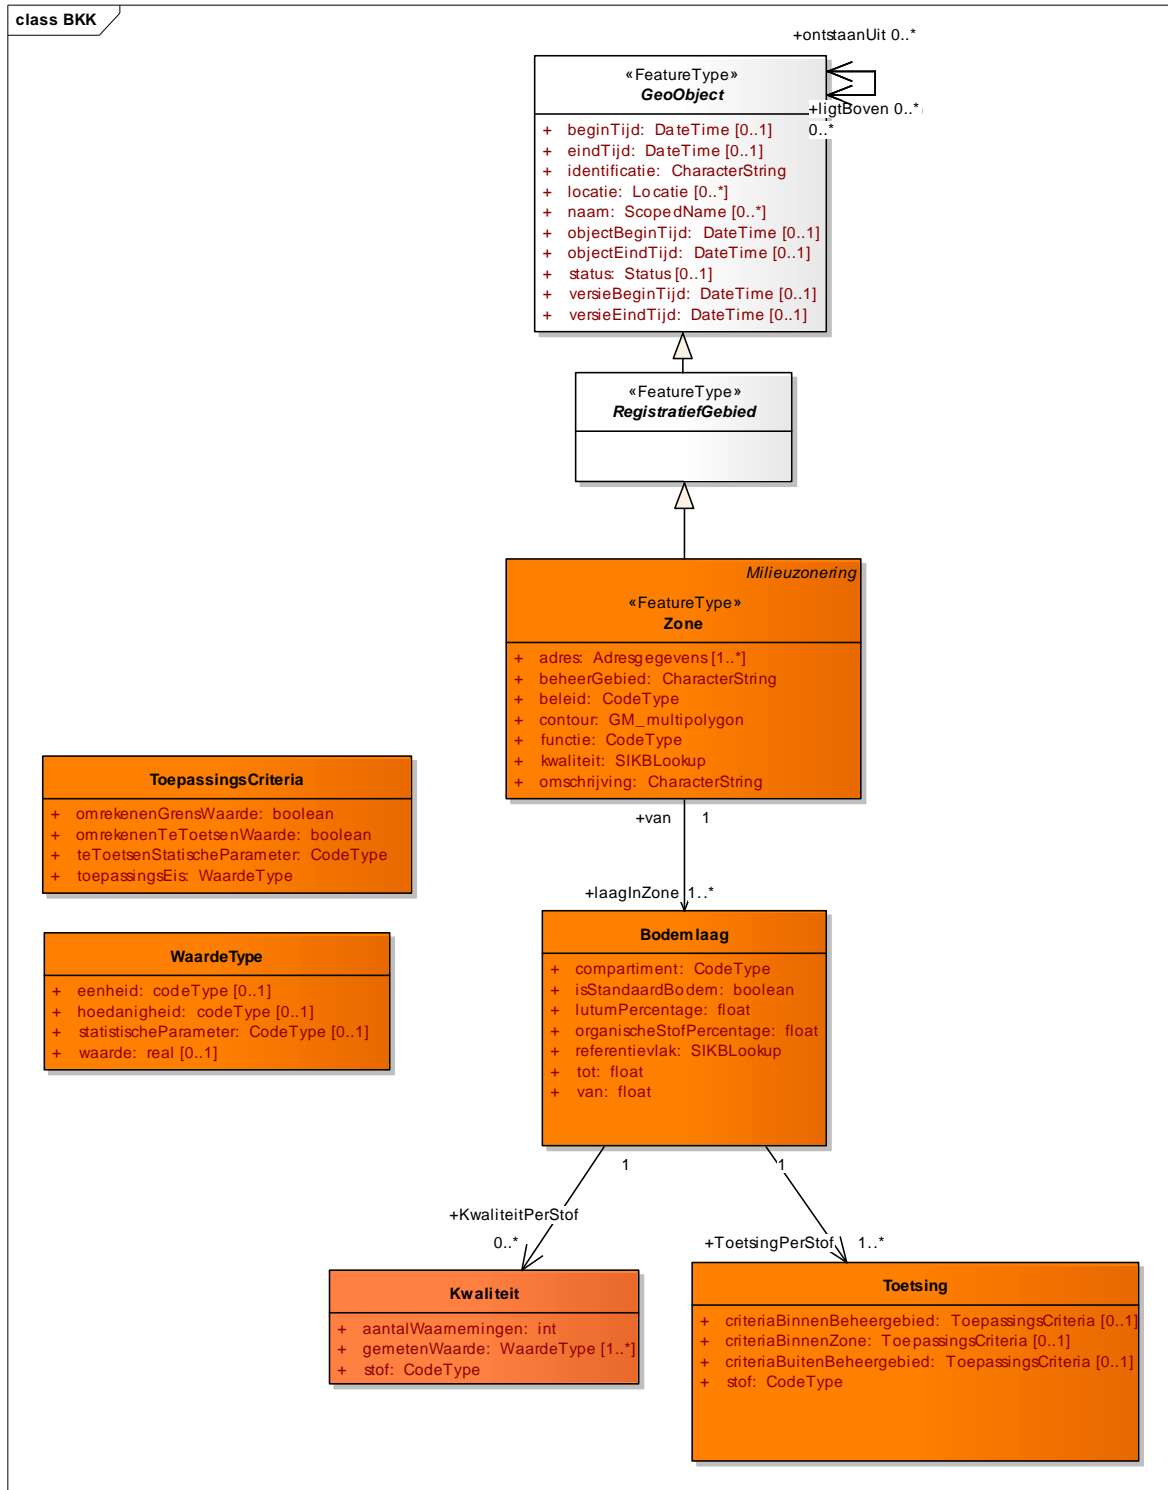 class BKK
+ontstaanUit 0..*
«FeatureType»
GeoObject
+ligtBoven 0..*
0..*
+ beginTijd: DateTime [0..1]
+ eindTijd: DateTime [0..1]
+ identificatie: CharacterString
+ locatie: Locatie [0..*]
+ naam: ScopedName [0..*]
+ objectBeginTijd: DateTime [0..1]
+ objectEindTijd: DateTime [0..1]
+ status: Status [0..1]
+ versieBeginTijd: DateTime [0..1]
+ versieEindTijd: DateTime [0..1]
«FeatureType»
RegistratiefGebied
Milieuzonering
«FeatureType»
Zone
+ adres: Adresgegevens [1..*]
+ beheerGebied: CharacterString
+ beleid: CodeType
+ contour: GM_multipolygon
+ functie: CodeType
+ kwaliteit: SIKBLookup
+ omschrijving: CharacterString
ToepassingsCriteria
+ omrekenenGrensWaarde: boolean
+ omrekenenTeToetsenWaarde: boolean
+ teToetsenStatischeParameter: CodeType
+ toepassingsEis: WaardeType
+van 1
+laagInZone 1..*
WaardeType
+ eenheid: codeType [0..1]
+ hoedanigheid: codeType [0..1]
+ statistischeParameter: CodeType [0..1]
+ waarde: real [0..1]
Bodemlaag
+ compartiment: CodeType
+ isStandaardBodem: boolean
+ lutumPercentage: float
+ organischeStofPercentage: float
+ referentievlak: SIKBLookup
+ tot: float
+ van: float
1
1
+KwaliteitPerStof
0..*
+ToetsingPerStof 1..*
Kwaliteit
+ aantalWaarnemingen: int
+ gemetenWaarde: WaardeType [1..*]
+ stof: CodeType
Toetsing
+ criteriaBinnenBeheergebied: ToepassingsCriteria [0..1]
+ criteriaBinnenZone: ToepassingsCriteria [0..1]
+ criteriaBuitenBeheergebied: ToepassingsCriteria [0..1]
+ stof: CodeType